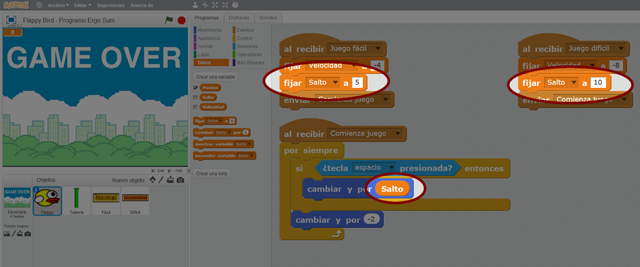 SCRATCH Archivo Editar Sugerencias Acerca de
Flappy Bird - Programo Ergo Sum
Programas Disfraces Sonidos
GAME OVER
Movimiento Eventos
Apariencia Control
Sonido Sensores
Lápiz Operadores
Datos Más Bloques
Crear una variable
Puntos
Salto
Velocidad
fijar Salto a 0
cambiar Salto por 1
mostrar variable Salto
esconder variable Salto
Crear una lista
al recibir Juego fácil
fijar Velocidad a -4
fijar Salto a 5
enviar Comienza juego
al recibir Juego difícil
fijar Velocidad a -8
fijar Salto a 10
enviar Comienza juego
al recibir Comienza juego
por siempre
si ¿tecla espacio presionada? entonces
cambiar y por Salto
cambiar y por -2
Objetos Nuevo objeto:
GAME OVER
Escenario
Flappy
Tubería
Fácil
Difícil
Nuevo fondo